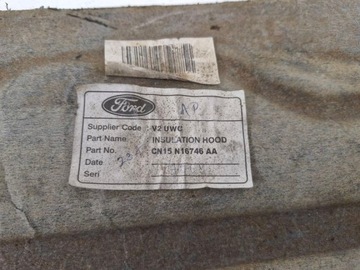 Ford
Supplier Code : V2 UWC
Part Name : INSULATION HOOD
Part No. : CN15 N16746 AA
Date :
Seri :